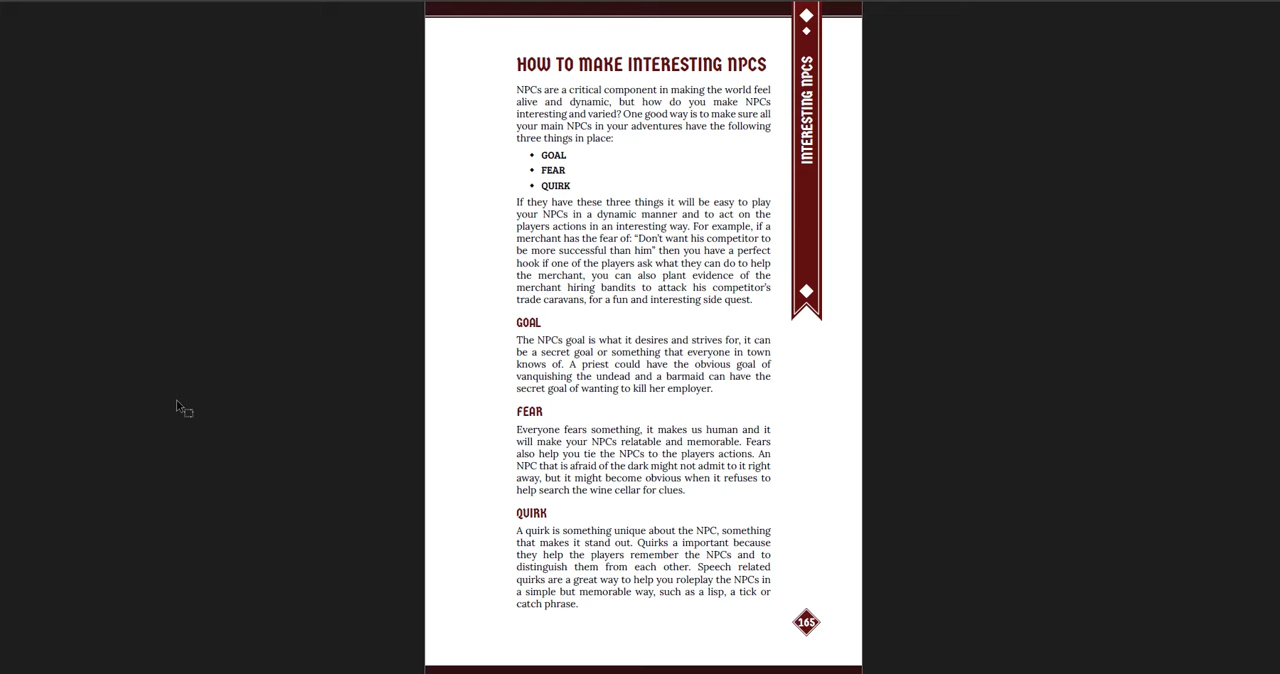 HOW TO MAKE INTERESTING NPCS
NPCs are a critical component in making the world feel
alive and dynamic, but how do you make NPCs
interesting and varied? One good way is to make sure all
your main NPCs in your adventures have the following
three things in place:
• GOAL
• FEAR
• QUIRK
If they have these three things it will be easy to play
your NPCs in a dynamic manner and to act on the
players actions in an interesting way. For example, if a
merchant has the fear of: “Don’t want his competitor to
be more successful than him” then you have a perfect
hook if one of the players ask what they can do to help
the merchant, you can also plant evidence of the
merchant hiring bandits to attack his competitor’s
trade caravans, for a fun and interesting side quest.
GOAL
The NPCs goal is what it desires and strives for, it can
be a secret goal or something that everyone in town
knows of. A priest could have the obvious goal of
vanquishing the undead and a barmaid can have the
secret goal of wanting to kill her employer.
FEAR
Everyone fears something, it makes us human and it
will make your NPCs relatable and memorable. Fears
also help you tie the NPCs to the players actions. An
NPC that is afraid of the dark might not admit to it right
away, but it might become obvious when it refuses to
help search the wine cellar for clues.
QUIRK
A quirk is something unique about the NPC, something
that makes it stand out. Quirks a important because
they help the players remember the NPCs and to
distinguish them from each other. Speech related
quirks are a great way to help you roleplay the NPCs in
a simple but memorable way, such as a lisp, a tick or
catch phrase.
INTERESTING NPCS
165